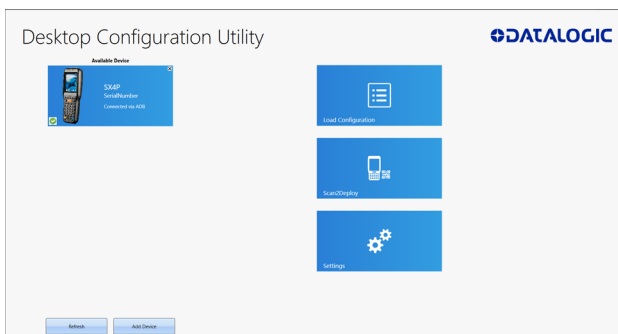 Desktop Configuration Utility
DATALOGIC
Available Device
SX4P
SerialNumber
Connected via ADB
Load Configuration
Scan2Deploy
Settings
Refresh
Add Device